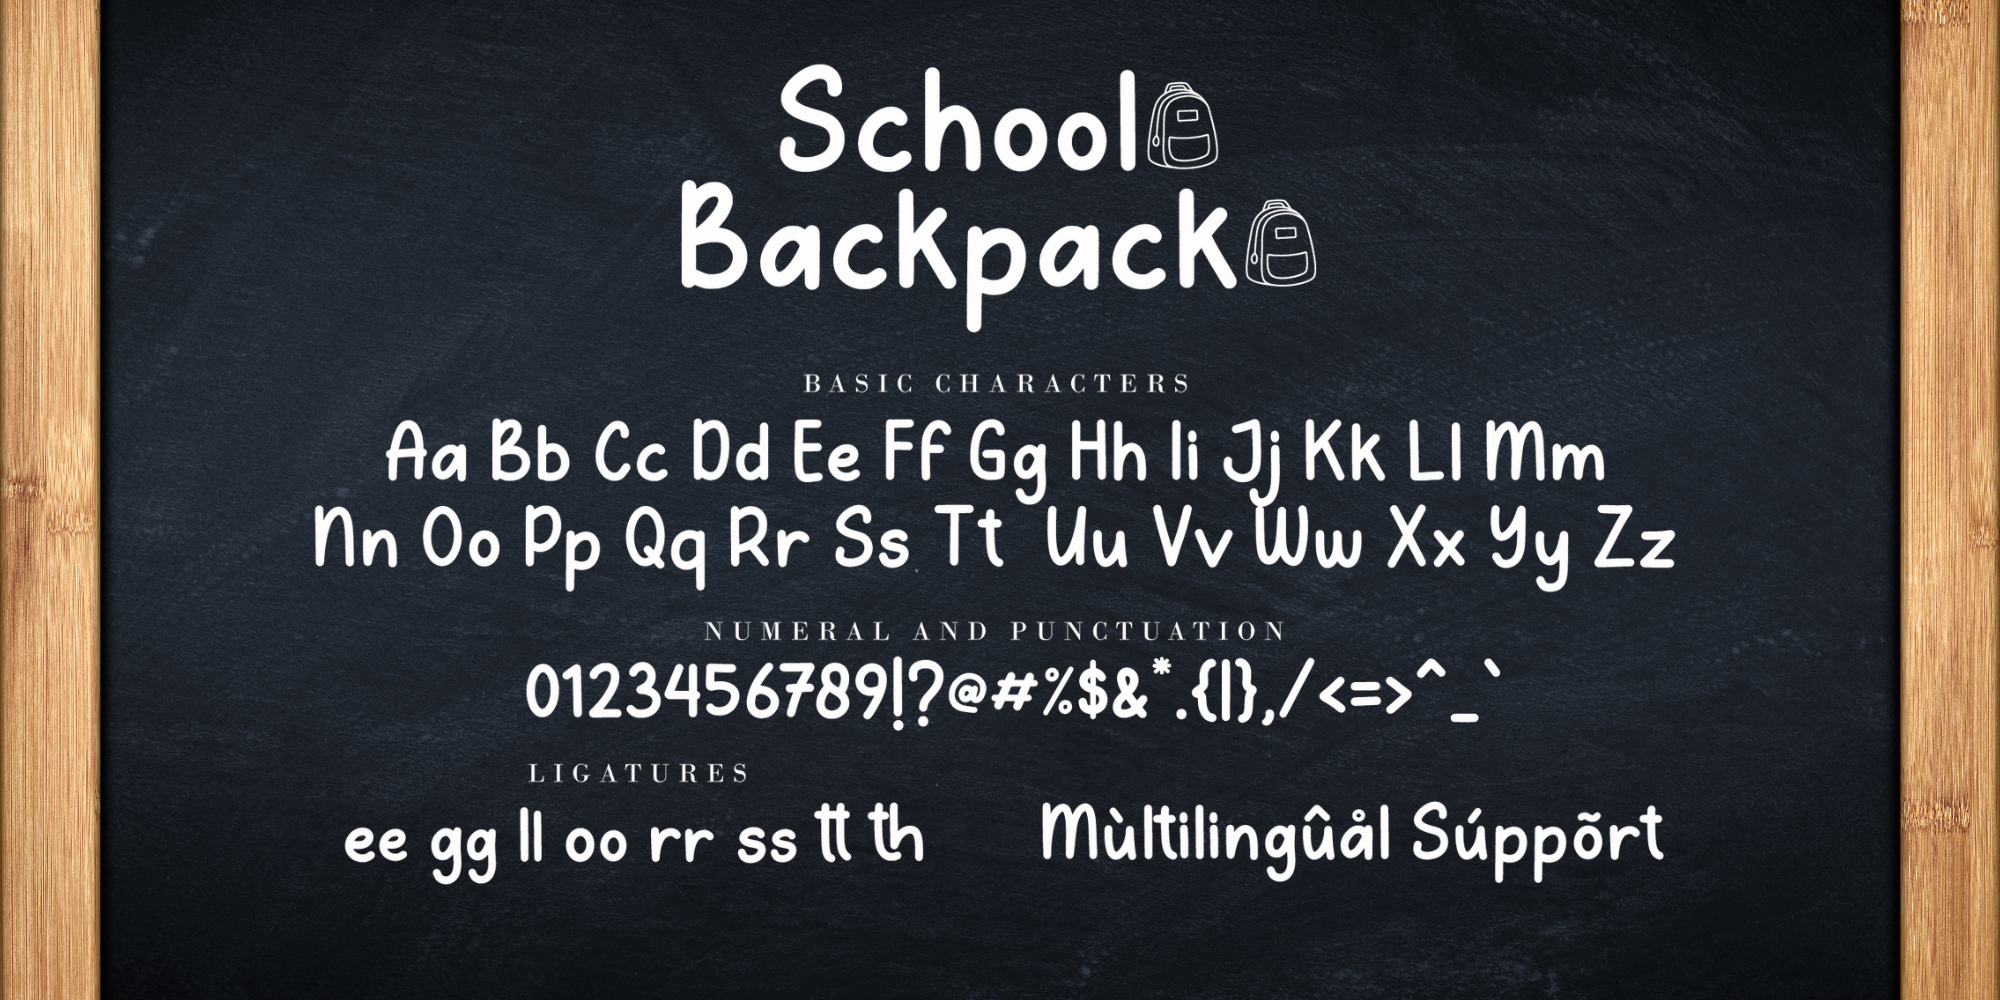 School
Backpack
BASIC CHARACTERS
Aa Bb Cc Dd Ee Ff Gg Hh Ii Jj Kk Ll Mm
Nn Oo Pp Qq Rr Ss Tt Uu Vv Ww Xx Yy Zz
NUMERAL AND PUNCTUATION
0123456789!?@#%$&*.{|},/<=>^_`
LIGATURES
ee gg ll oo rr ss tt th
Mùltilingûål Súppõrt